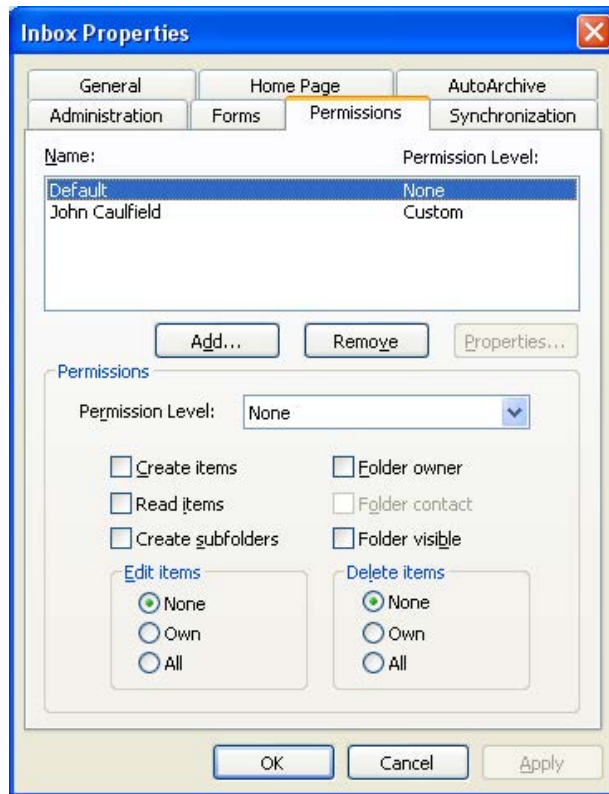 Inbox Properties
General Home Page AutoArchive
Administration Forms Permissions Synchronization
Name: Permission Level:
Default None
John Caulfield Custom
Add... Remove Properties...
Permissions
Permission Level: None
Create items Folder owner
Read items Folder contact
Create subfolders Folder visible
Edit items Delete items
None None
Own Own
All All
OK Cancel Apply